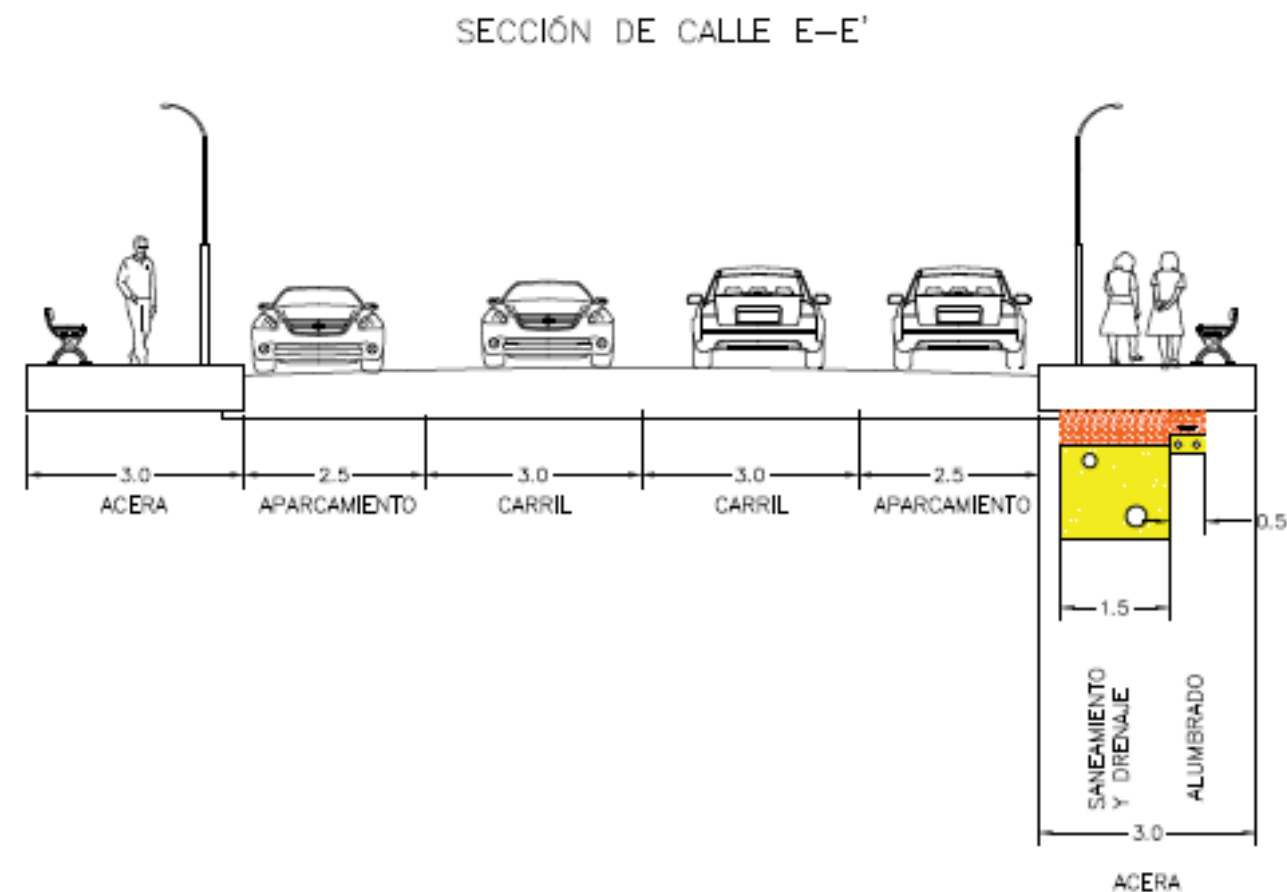 SECCIÓN DE CALLE E–E'
3.0 2.5 3.0 3.0 2.5
ACERA APARCAMIENTO CARRIL CARRIL APARCAMIENTO
0.5
1.5
SANEAMIENTO
Y DRENAJE
ALUMBRADO
3.0
ACERA